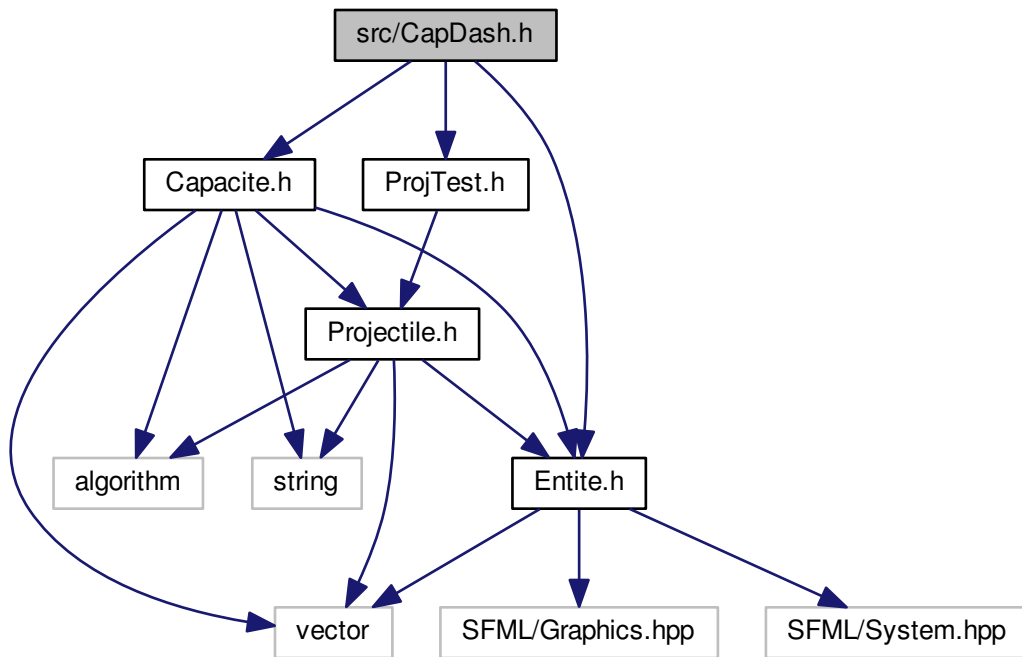 src/CapDash.h
Capacite.h
ProjTest.h
Projectile.h
algorithm
string
Entite.h
vector
SFML/Graphics.hpp
SFML/System.hpp